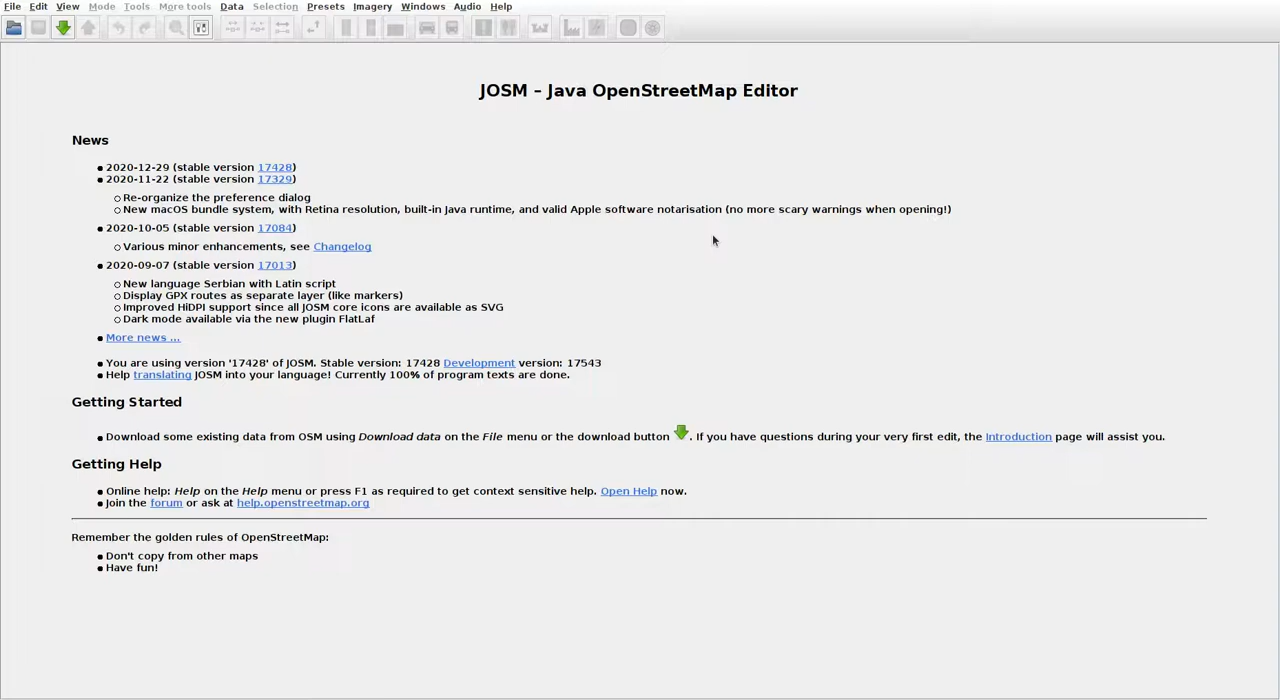 File Edit View Mode Tools More tools Data Selection Presets Imagery Windows Audio Help
JOSM – Java OpenStreetMap Editor
News
2020-12-29 (stable version 17428)
2020-11-22 (stable version 17329)
Re-organize the preference dialog
New macOS bundle system, with Retina resolution, built-in Java runtime, and valid Apple software notarisation (no more scary warnings when opening!)
2020-10-05 (stable version 17084)
Various minor enhancements, see Changelog
2020-09-07 (stable version 17013)
New language Serbian with Latin script
Display GPX routes as separate layer (like markers)
Improved HiDPI support since all JOSM core icons are available as SVG
Dark mode available via the new plugin FlatLaf
More news ...
You are using version '17428' of JOSM. Stable version: 17428 Development version: 17543
Help translating JOSM into your language! Currently 100% of program texts are done.
Getting Started
Download some existing data from OSM using Download data on the File menu or the download button . If you have questions during your very first edit, the Introduction page will assist you.
Getting Help
Online help: Help on the Help menu or press F1 as required to get context sensitive help. Open Help now.
Join the forum or ask at help.openstreetmap.org
Remember the golden rules of OpenStreetMap:
Don't copy from other maps
Have fun!